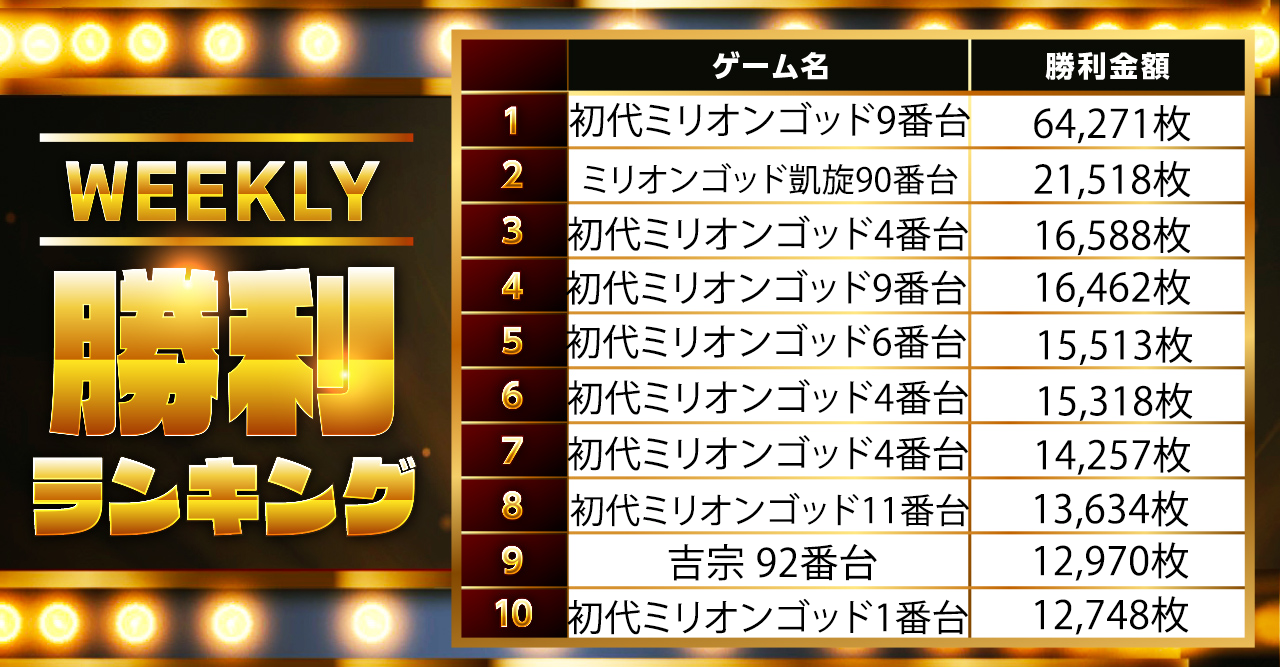 WEEKLY
勝利
ランキング
ゲーム名 勝利金額
1 初代ミリオンゴッド9番台 64,271枚
2 ミリオンゴッド凱旋90番台 21,518枚
3 初代ミリオンゴッド4番台 16,588枚
4 初代ミリオンゴッド9番台 16,462枚
5 初代ミリオンゴッド6番台 15,513枚
6 初代ミリオンゴッド4番台 15,318枚
7 初代ミリオンゴッド4番台 14,257枚
8 初代ミリオンゴッド11番台 13,634枚
9 吉宗 92番台 12,970枚
10 初代ミリオンゴッド1番台 12,748枚